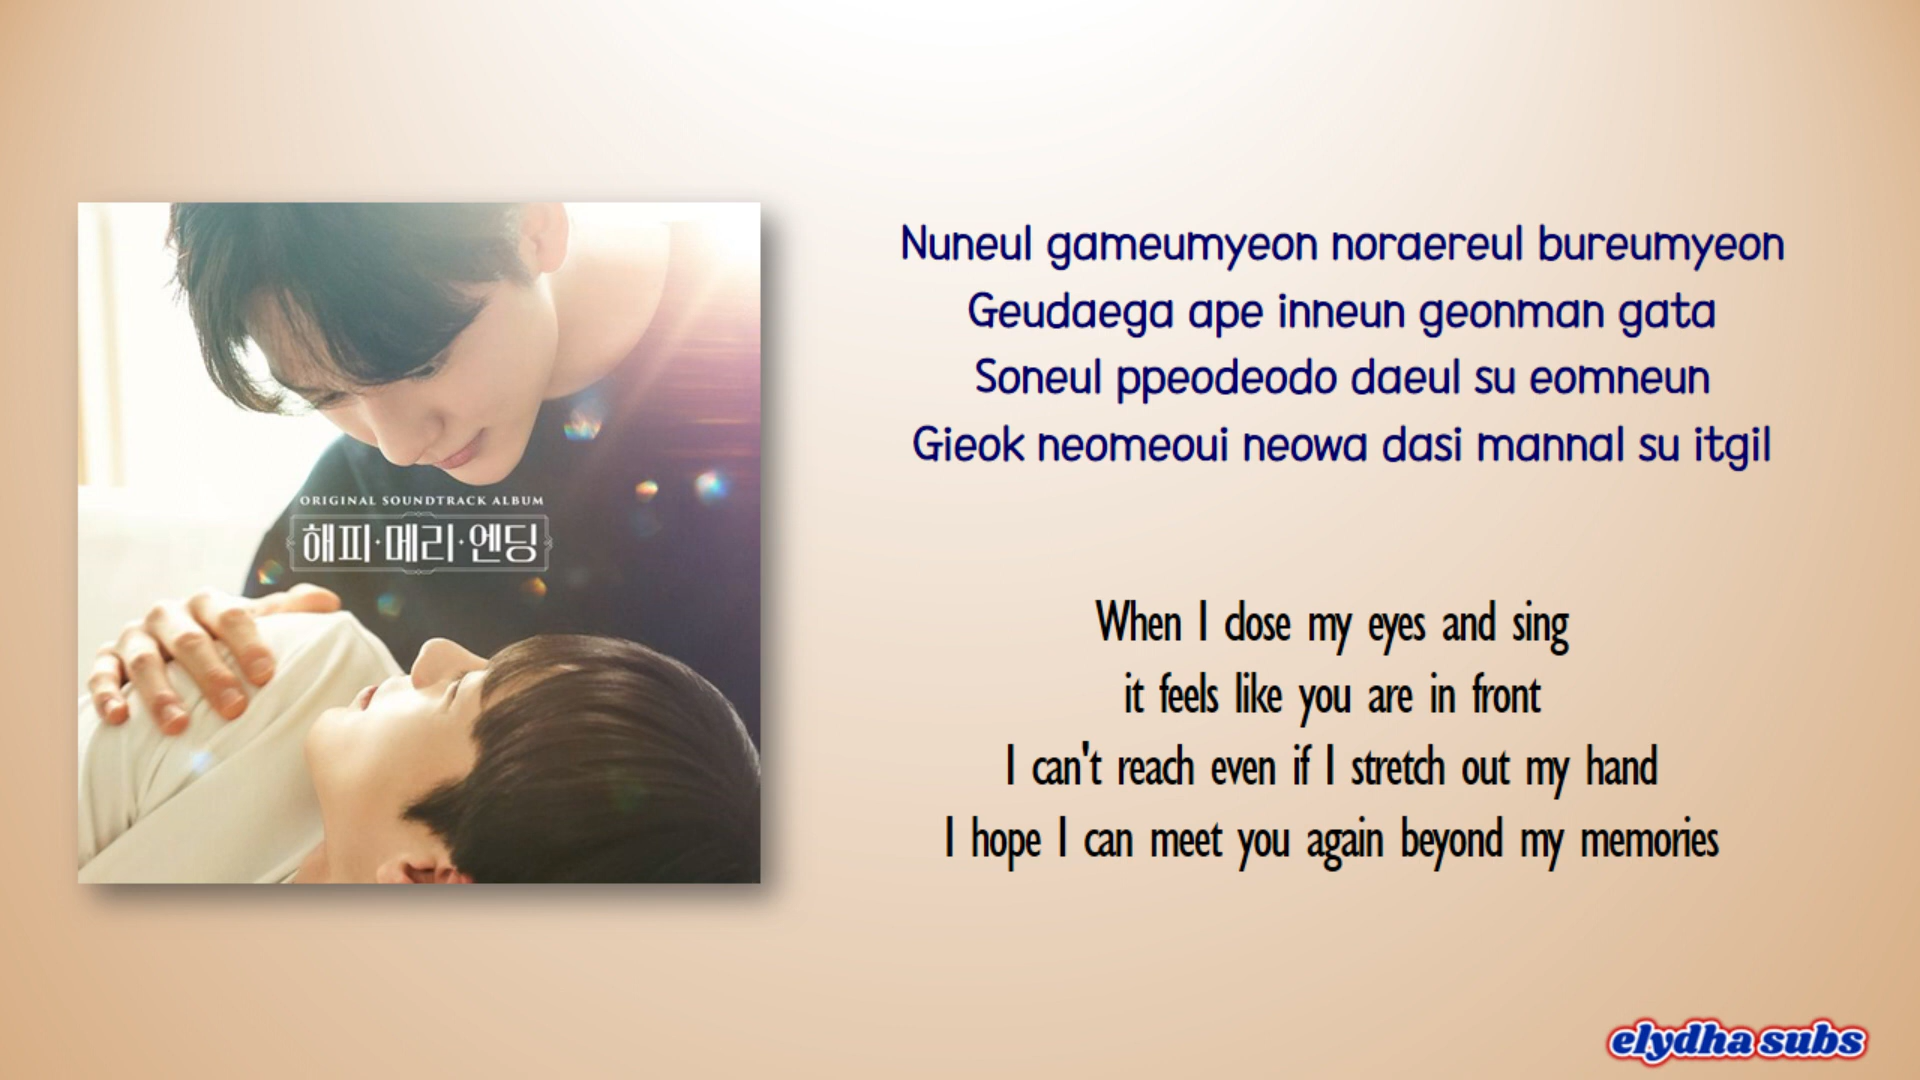 ORIGINAL SOUNDTRACK ALBUM
해피·메리·엔딩
Nuneul gameumyeon noraereul bureumyeon
Geudaega ape inneun geonman gata
Soneul ppeodeodo daeul su eomneun
Gieok neomeoui neowa dasi mannal su itgil
When I close my eyes and sing
it feels like you are in front
I can't reach even if I stretch out my hand
I hope I can meet you again beyond my memories
elydha subs